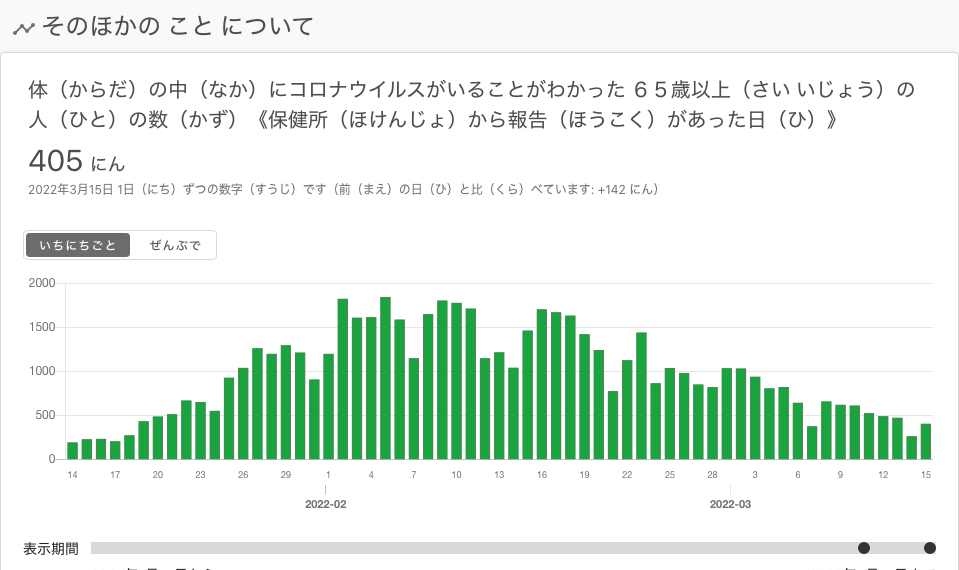 そのほかの こと について
体（からだ）の中（なか）にコロナウイルスがいることがわかった ６５歳以上（さい いじょう）の
人（ひと）の数（かず）《保健所（ほけんじょ）から報告（ほうこく）があった日（ひ）》
405 にん
2022年3月15日 1日（にち）ずつの数字（すうじ）です（前（まえ）の日（ひ）と比（くら）べています: +142 にん）
いちにちごと ぜんぶで
2000
1500
1000
500
0
14 17 20 23 26 29 1 4 7 10 13 16 19 22 25 28 3 6 9 12 15
2022-02 2022-03
表示期間